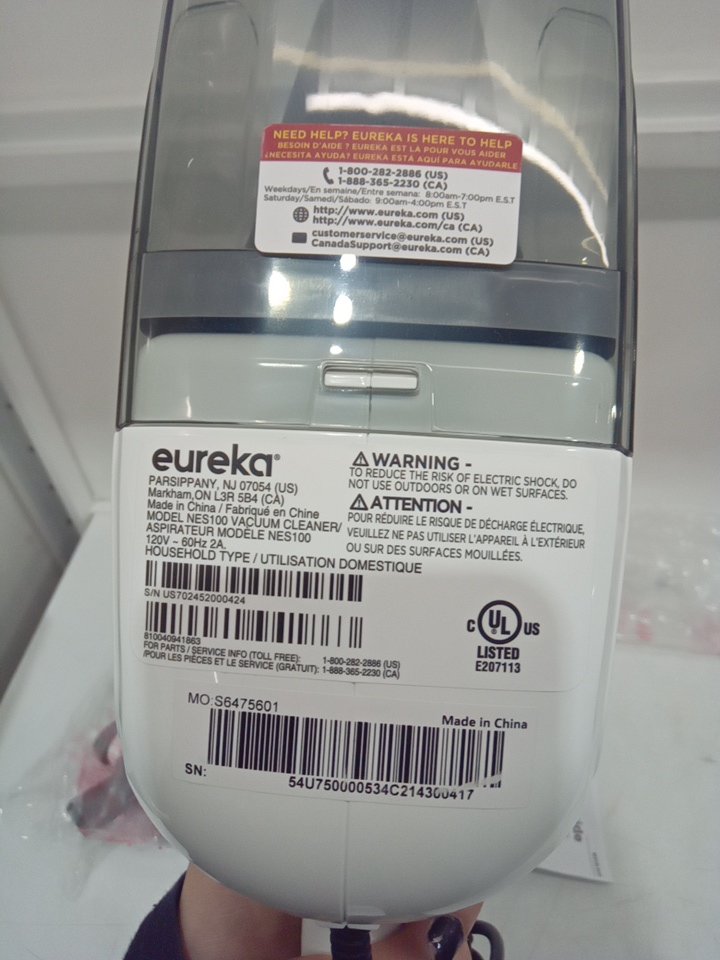 NEED HELP? EUREKA IS HERE TO HELP
BESOIN D'AIDE ? EUREKA EST LÀ POUR VOUS AIDER
¿NECESITA AYUDA? EUREKA ESTÁ AQUÍ PARA AYUDARLE
1-800-282-2886 (US)
1-888-365-2230 (CA)
Weekdays/En semaine/Entre semana: 8:00am-7:00pm E.S.T
Saturday/Samedi/Sábado: 9:00am-4:00pm E.S.T
http://www.eureka.com (US)
http://www.eureka.com/ca (CA)
customerservice@eureka.com (US)
CanadaSupport@eureka.com (CA)
eureka®
PARSIPPANY, NJ 07054 (US)
Markham,ON L3R 5B4 (CA)
Made in China / Fabriqué en Chine
MODEL NES100 VACUUM CLEANER/
ASPIRATEUR MODÈLE NES100
120V ~ 60Hz 2A,
HOUSEHOLD TYPE / UTILISATION DOMESTIQUE
WARNING -
TO REDUCE THE RISK OF ELECTRIC SHOCK, DO
NOT USE OUTDOORS OR ON WET SURFACES.
ATTENTION -
POUR RÉDUIRE LE RISQUE DE DÉCHARGE ÉLECTRIQUE,
VEUILLEZ NE PAS UTILISER L'APPAREIL À L'EXTÉRIEUR
OU SUR DES SURFACES MOUILLÉES.
S/N US702452000424
810040941863
FOR PARTS / SERVICE INFO (TOLL FREE): 1-800-282-2886 (US)
/POUR LES PIÈCES ET LE SERVICE (GRATUIT): 1-888-365-2230 (CA)
C UL US
LISTED
E207113
MO:S6475601
Made in China
SN:
54U750000534C214300417